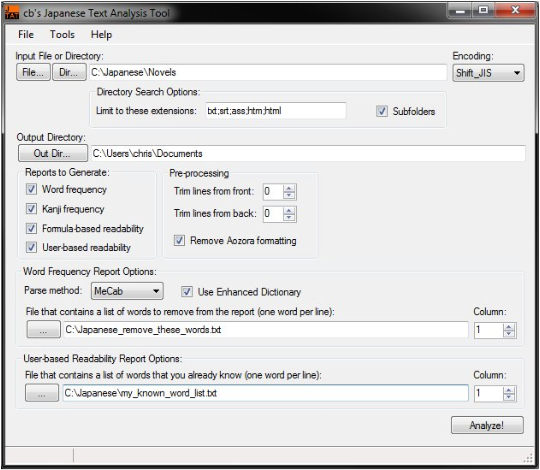 J
TAT
cb's Japanese Text Analysis Tool
File Tools Help
Input File or Directory: Encoding:
File... Dir... C:\Japanese\Novels Shift_JIS
Directory Search Options:
Limit to these extensions: txt;srt;ass;htm;html Subfolders
Output Directory:
Out Dir... C:\Users\chris\Documents
Reports to Generate: Pre-processing
Word frequency Trim lines from front: 0
Kanji frequency Trim lines from back: 0
Formula-based readability
User-based readability Remove Aozora formatting
Word Frequency Report Options:
Parse method: MeCab Use Enhanced Dictionary
File that contains a list of words to remove from the report (one word per line): Column:
... C:\Japanese_remove_these_words.txt 1
User-based Readability Report Options:
File that contains a list of words that you already know (one word per line): Column:
... C:\Japanese\my_known_word_list.txt 1
Analyze!